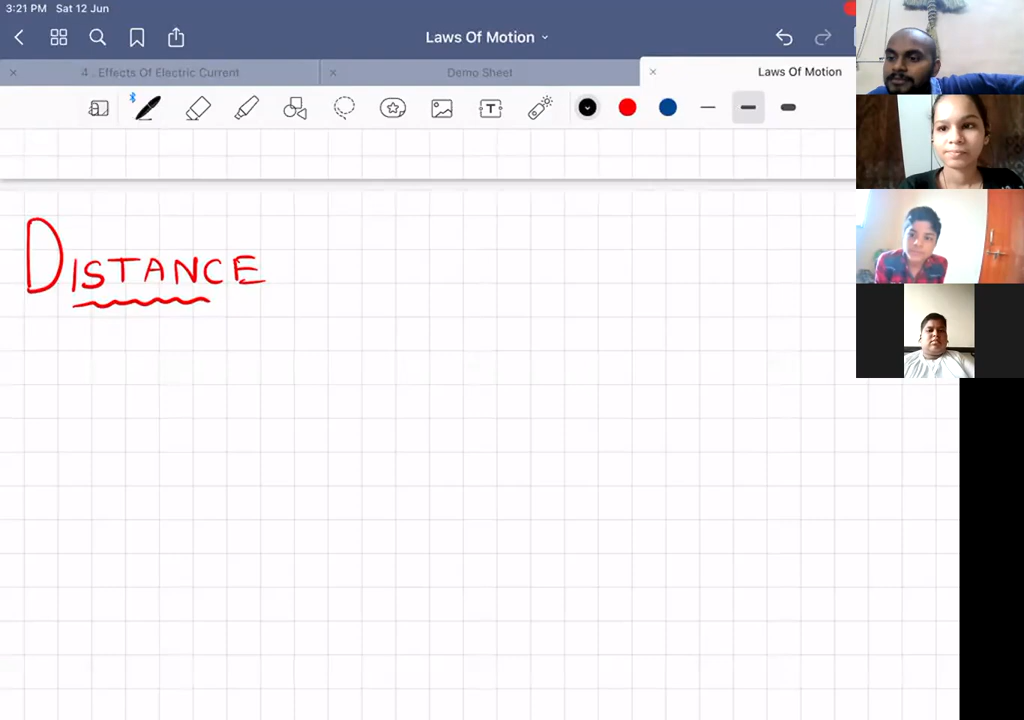 3:21 PM Sat 12 Jun
Laws Of Motion
4 . Effects Of Electric Current
Demo Sheet
Laws Of Motion
T
DISTANCE